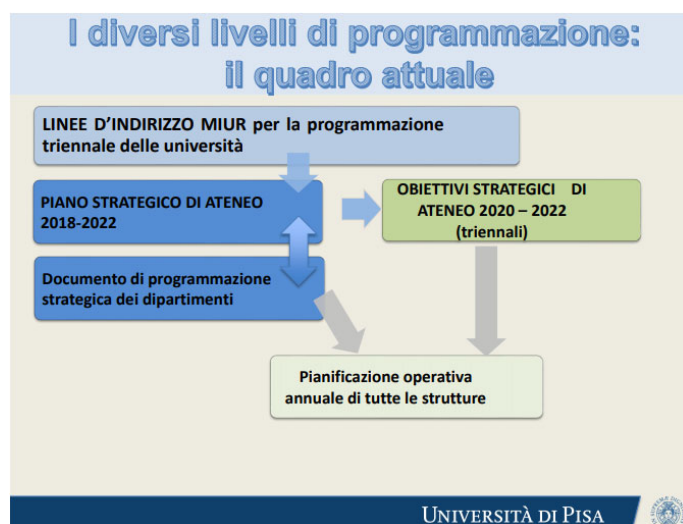 I diversi livelli di programmazione:
il quadro attuale
LINEE D'INDIRIZZO MIUR per la programmazione
triennale delle università
PIANO STRATEGICO DI ATENEO
2018-2022
OBIETTIVI STRATEGICI DI
ATENEO 2020 – 2022
(triennali)
Documento di programmazione
strategica dei dipartimenti
Pianificazione operativa
annuale di tutte le strutture
UNIVERSITÀ DI PISA